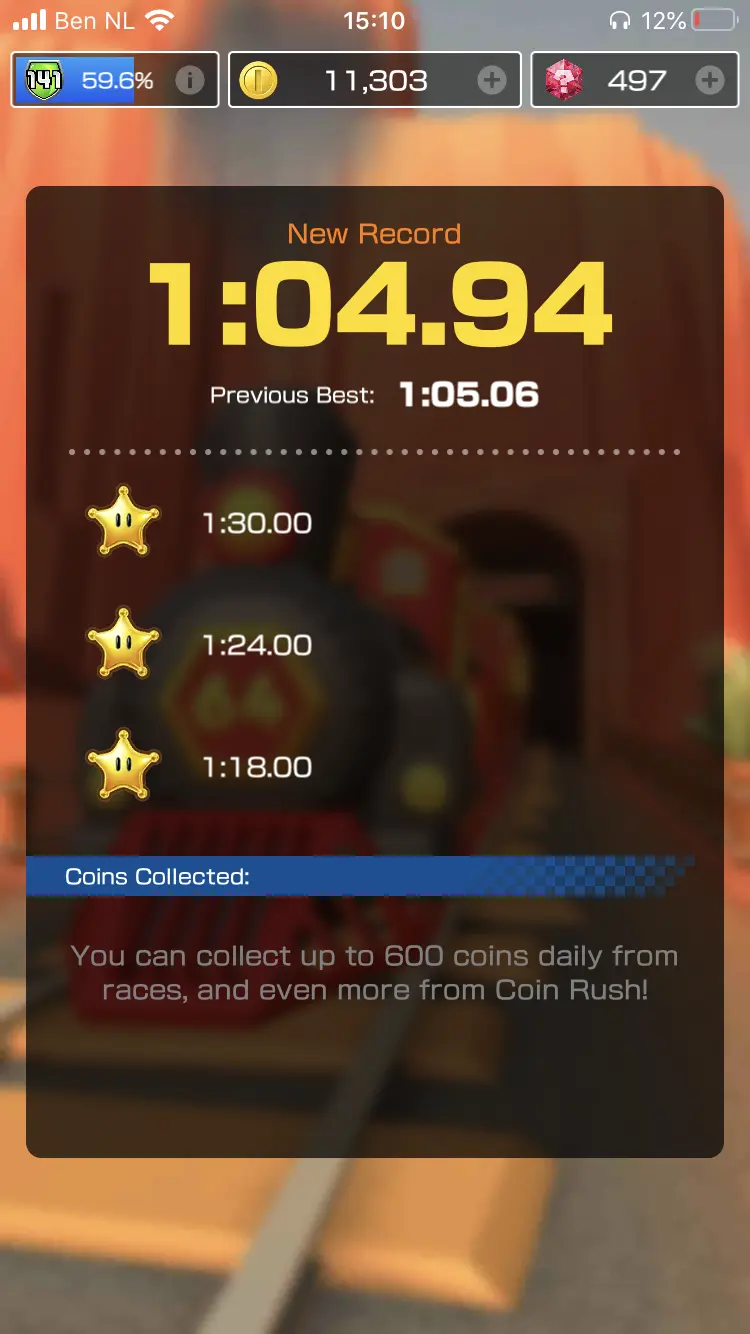 Ben NL 15:10 12%
141 59.6% i 11,303 + ? 497 +
New Record
1:04.94
Previous Best: 1:05.06
1:30.00
1:24.00
64
1:18.00
Coins Collected:
You can collect up to 600 coins daily from
races, and even more from Coin Rush!